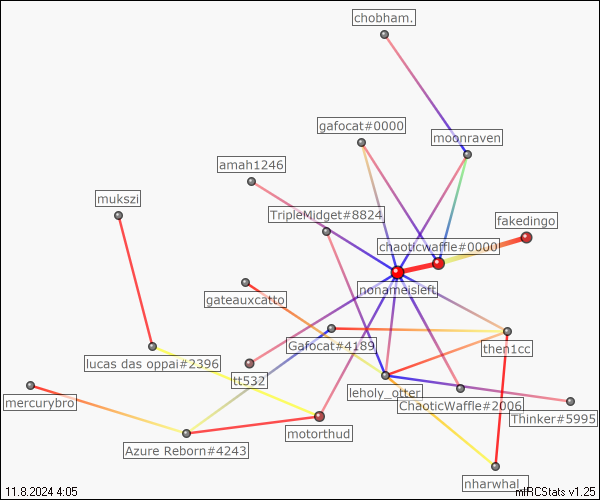 chobham.
gafocat#0000
moonraven
amah1246
mukszi
TripleMidget#8824
fakedingo
chaoticwaffle#0000
nonameisleft
gateauxcatto
Gafocat#4189
then1cc
lucas das oppai#2396
tt532
leholy_otter
mercurybro
ChaoticWaffle#2006
Thinker#5995
motorthud
Azure Reborn#4243
nharwhal_
11.8.2024 4:05
mIRCStats v1.25